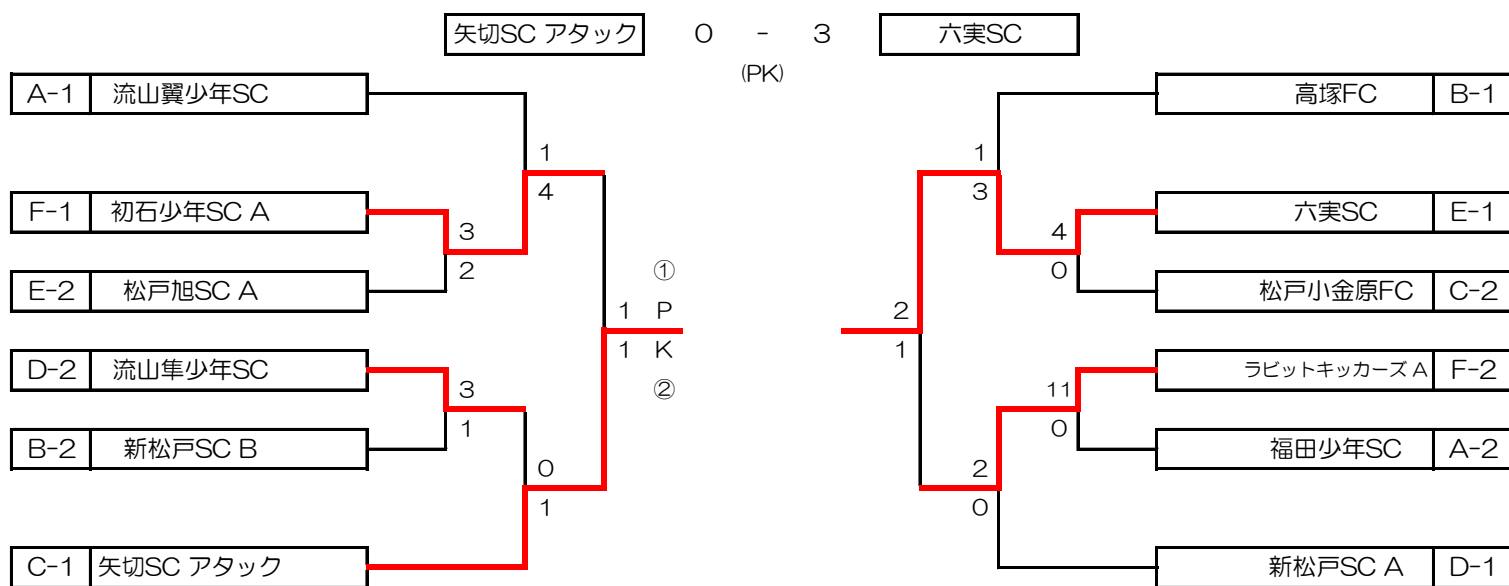 矢切SC アタック 0 - 3 六実SC
(PK)
A-1 流山翼少年SC 高塚FC B-1
1 1
4 3
F-1 初石少年SC A 六実SC E-1
3 4
2 0
E-2 松戸旭SC A ① 松戸小金原FC C-2
1 P 2
1 K 1
D-2 流山隼少年SC ラビットキッカーズ A F-2
3 ② 11
1 0
B-2 新松戸SC B 福田少年SC A-2
0 2
1 0
C-1 矢切SC アタック 新松戸SC A D-1